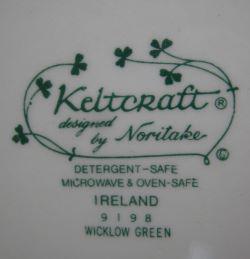 Keltcraft ®
designed
by Noritake
©
DETERGENT-SAFE
MICROWAVE & OVEN-SAFE
IRELAND
9198
WICKLOW GREEN